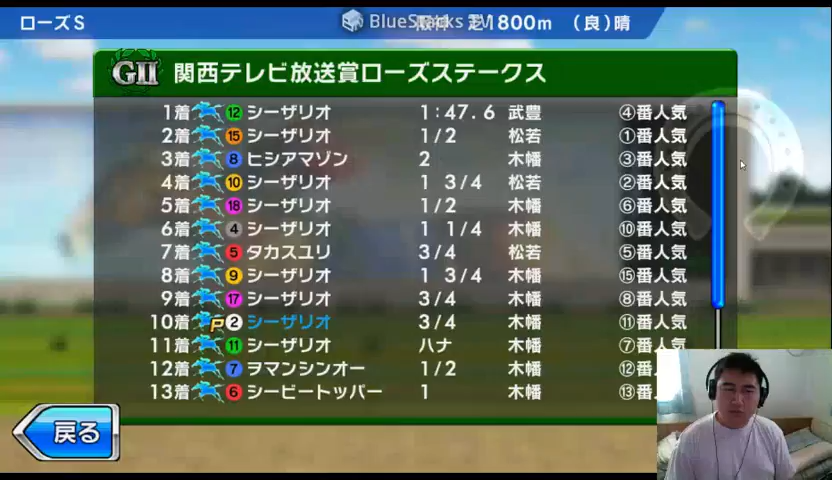 ローズS
BlueStacks TV
1800m （良）晴
GII 関西テレビ放送賞ローズステークス
1着 12 シーザリオ 1:47.6 武豊 ④番人気
2着 15 シーザリオ 1/2 松若 ①番人気
3着 8 ヒシアマゾン 2 木幡 ③番人気
4着 10 シーザリオ 1 3/4 松若 ②番人気
5着 18 シーザリオ 1/2 木幡 ⑥番人気
6着 4 シーザリオ 1 1/4 木幡 ⑩番人気
7着 5 タカスユリ 3/4 松若 ⑤番人気
8着 9 シーザリオ 1 3/4 木幡 ⑮番人気
9着 17 シーザリオ 3/4 木幡 ⑧番人気
10着 P 2 シーザリオ 3/4 木幡 ⑪番人気
11着 11 シーザリオ ハナ 木幡 ⑦番人気
12着 7 ヲマンシンオー 1/2 木幡 ⑫番
13着 6 シービートッパー 1 木幡 ⑬番
戻る